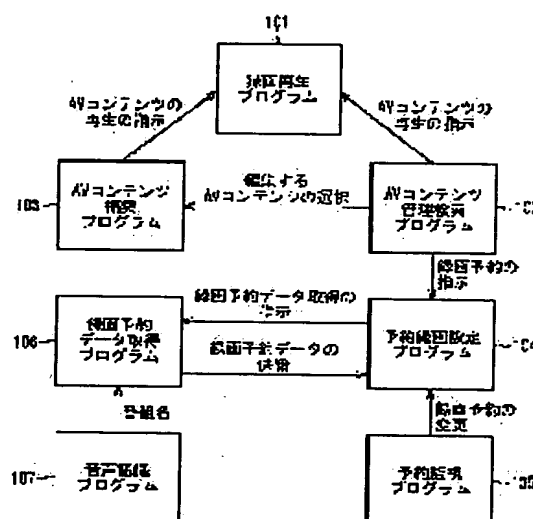 101
録画再生
プログラム
AVコンテンツの
再生の指示
AVコンテンツの
再生の指示
103
AVコンテンツ
編集
プログラム
編集する
AVコンテンツの選択
AVコンテンツ
管理検索
プログラム
録画予約の
指示
106
録画予約
データ取得
プログラム
録画予約データ取得の
指示
録画予約データの
供給
予約録画設定
プログラム
番組名
録画予約の
変更
107
音声認識
プログラム
予約監視
プログラム